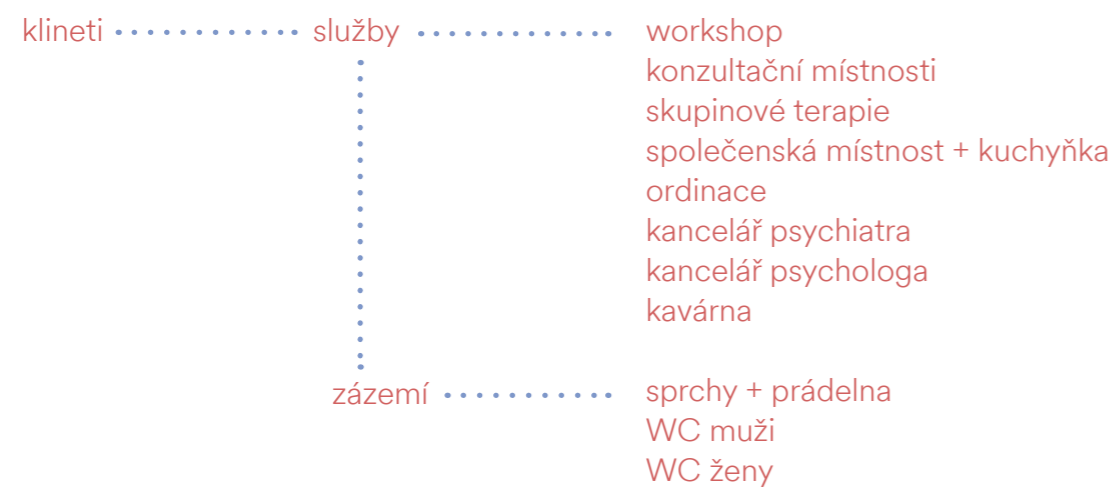 klineti služby workshop
konzultační místnosti
skupinové terapie
společenská místnost + kuchyňka
ordinace
kancelář psychiatra
kancelář psychologa
kavárna
zázemí sprchy + prádelna
WC muži
WC ženy